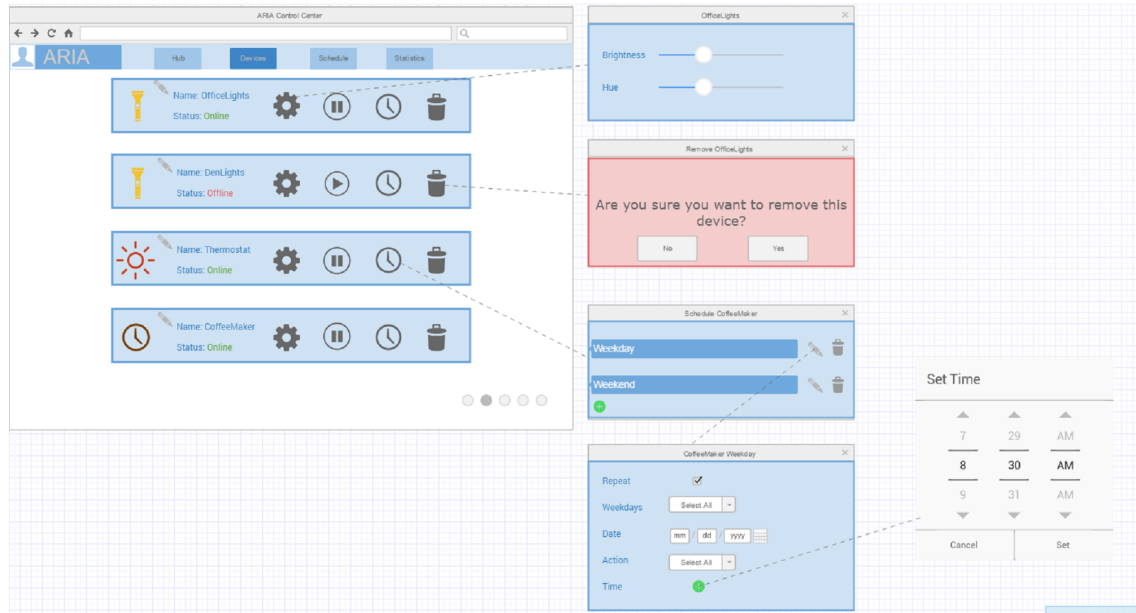 ARIA Control Center
ARIA
Hub
Devices
Schedule
Statistics
Name: OfficeLights
Status: Online
Name: DenLights
Status: Offline
Name: Thermostat
Status: Online
Name: CoffeeMaker
Status: Online
OfficeLights
Brightness
Hue
Remove OfficeLights
Are you sure you want to remove this
device?
No
Yes
Schedule CoffeeMaker
Weekday
Weekend
CoffeeMaker Weekday
Repeat
Weekdays
Select All
Date
mm / dd / yyyy
Action
Select All
Time
Set Time
7 29 AM
8 30 AM
9 31 AM
Cancel
Set